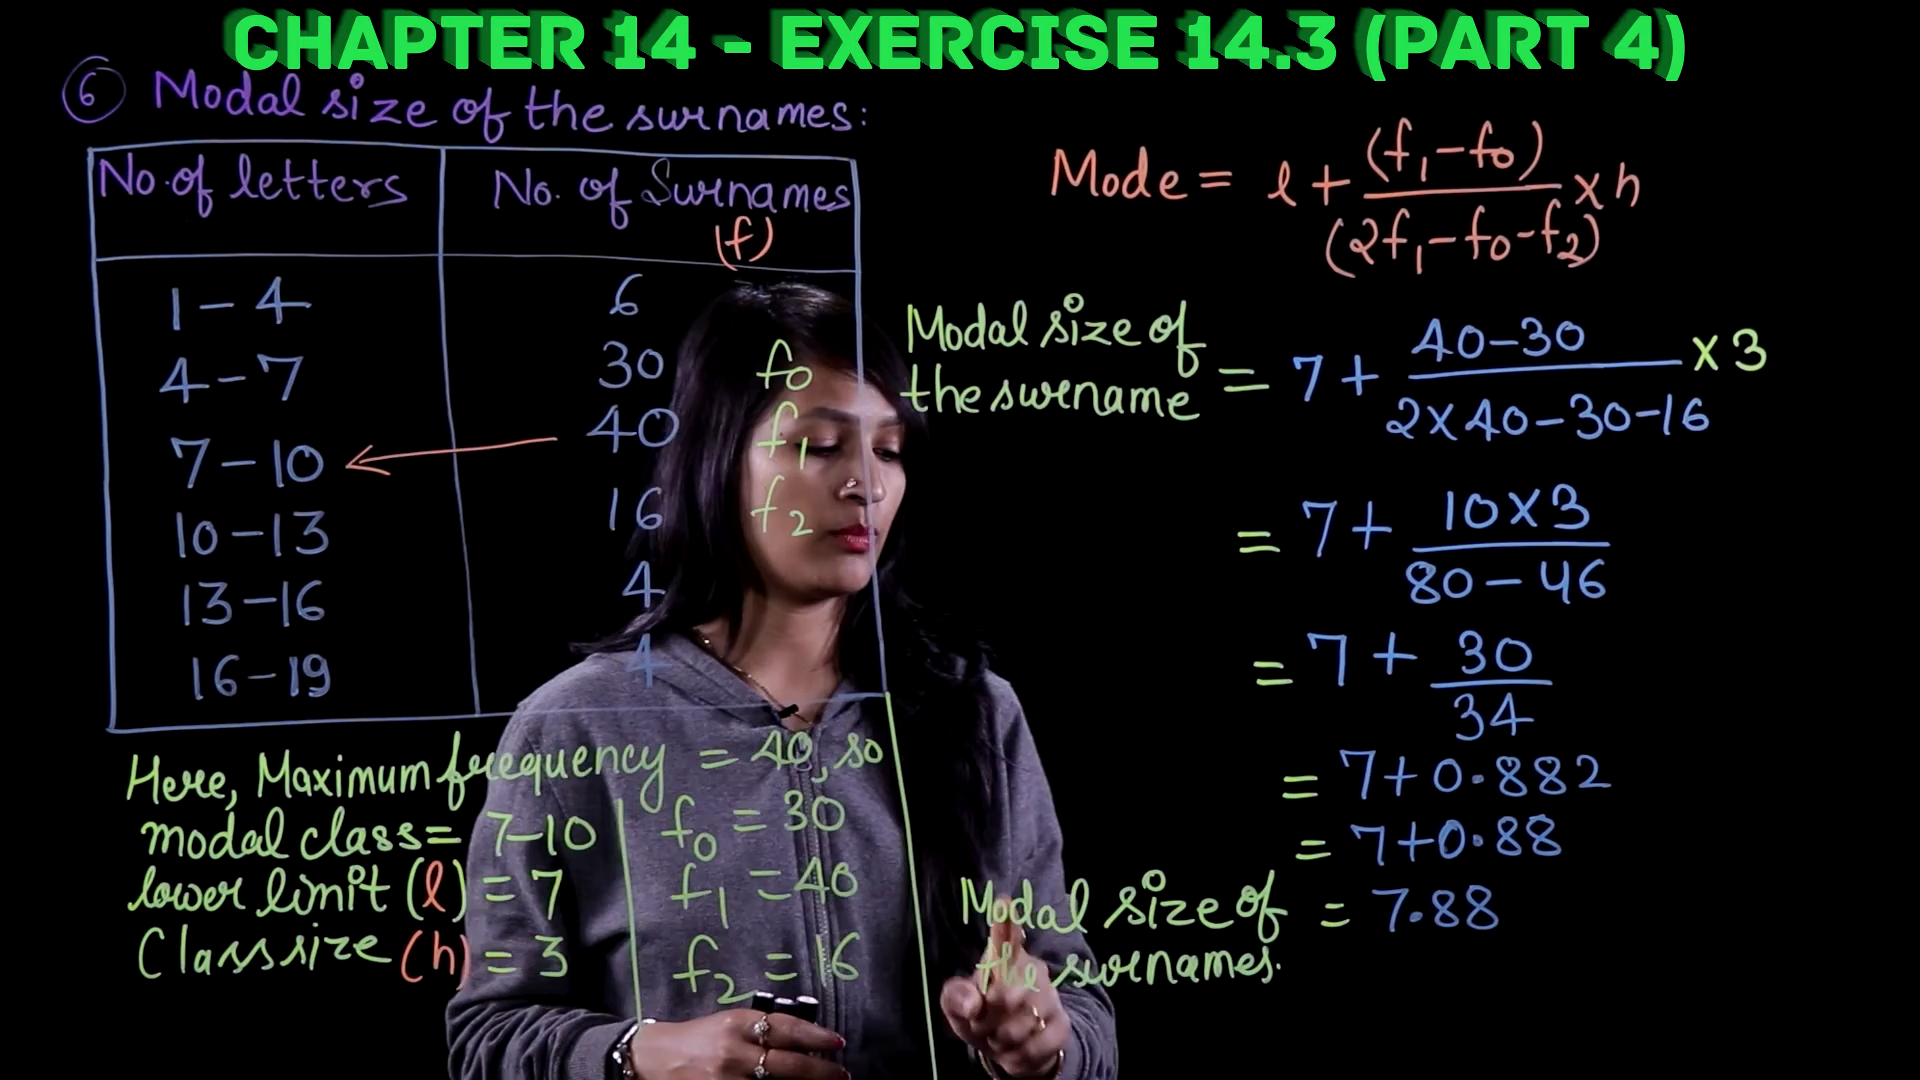 CHAPTER 14 - EXERCISE 14.3 (PART 4)
6 Modal size of the surnames:
No. of letters No. of Surnames (f)
1 - 4 6
4 - 7 30 f0
7 - 10 40 f1
10 - 13 16 f2
13 - 16 4
16 - 19 4
Here, Maximum frequency = 40, so
modal class = 7-10
lower limit (l) = 7
Class size (h) = 3
f0 = 30
f1 = 40
f2 = 16
Mode = l + (f1 - f0) / (2f1 - f0 - f2) x h
Modal size of
the surname = 7 + 40-30 / 2x40-30-16 x 3
= 7 + 10x3 / 80-46
= 7 + 30 / 34
= 7+0.882
= 7+0.88
Modal size of = 7.88
the surnames.